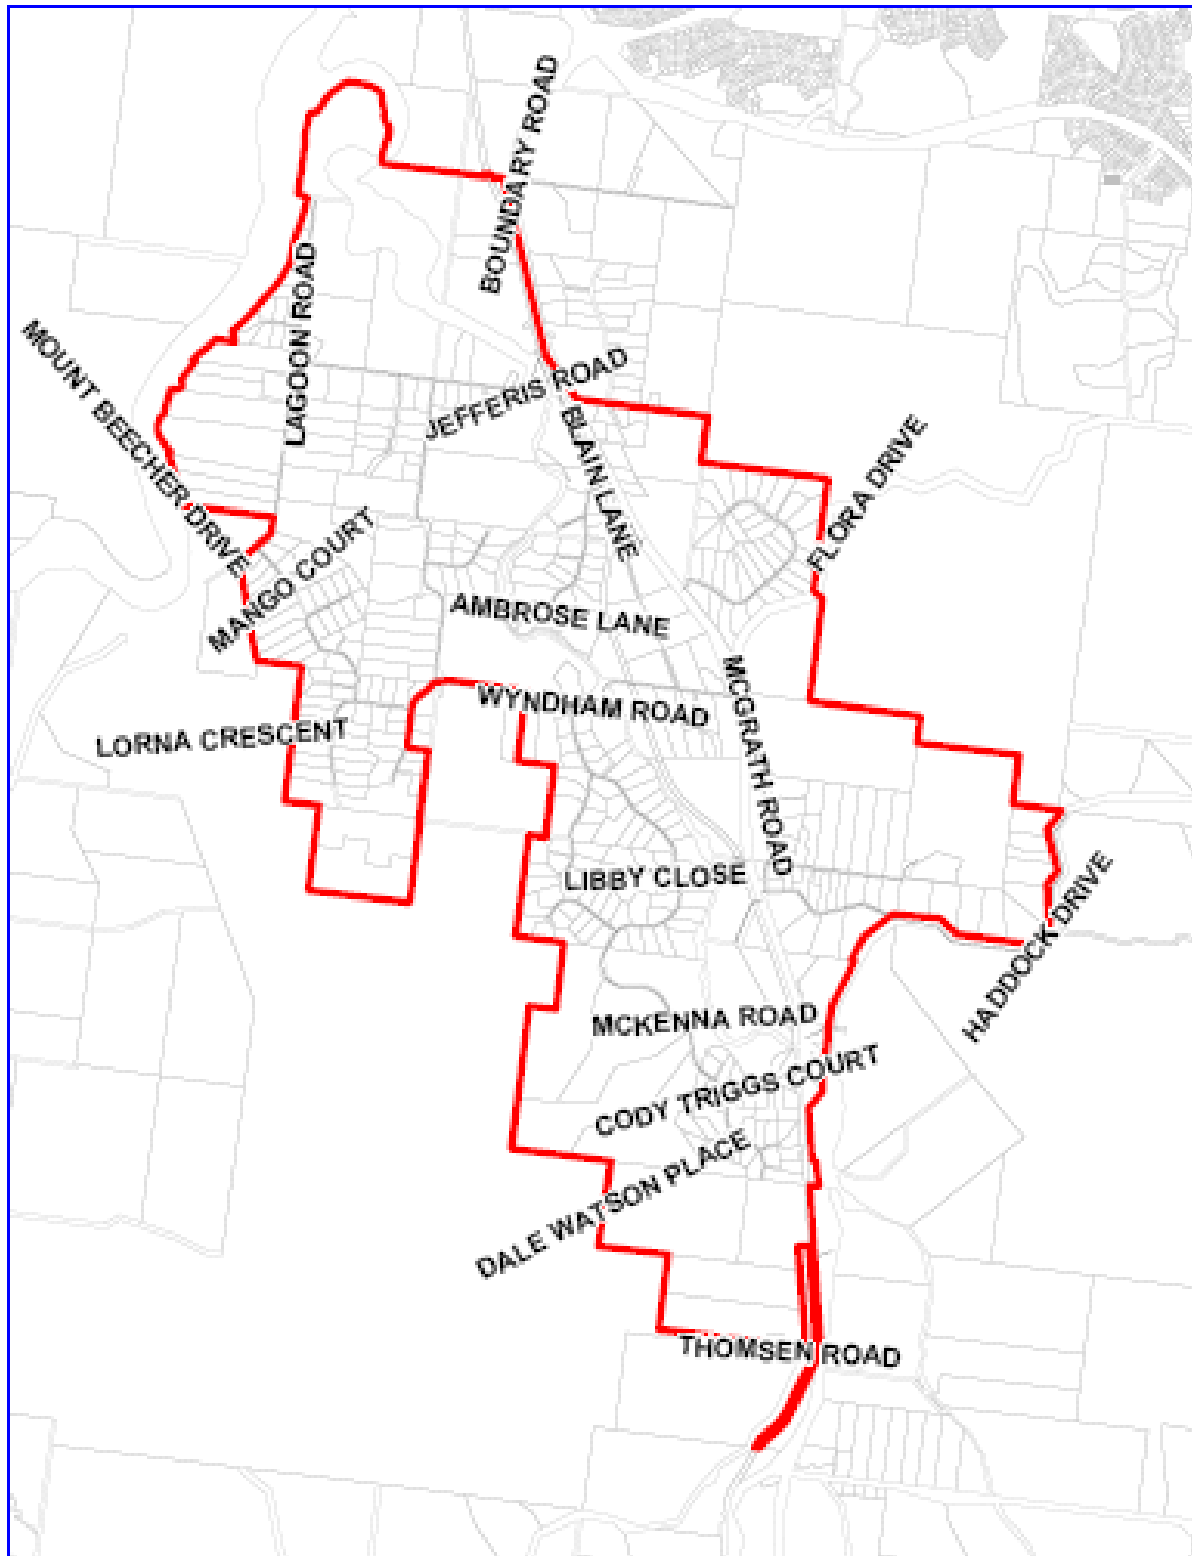 BOUNDARY ROAD
LAGOON ROAD
MOUNT BEECHER DRIVE
JEFFERIS ROAD
BLAIN LANE
FLORA DRIVE
MANGO COURT
AMBROSE LANE
MCGRATH ROAD
WYNDHAM ROAD
LORNA CRESCENT
LIBBY CLOSE
HADDOCK DRIVE
MCKENNA ROAD
CODY TRIGGS COURT
DALE WATSON PLACE
THOMSEN ROAD